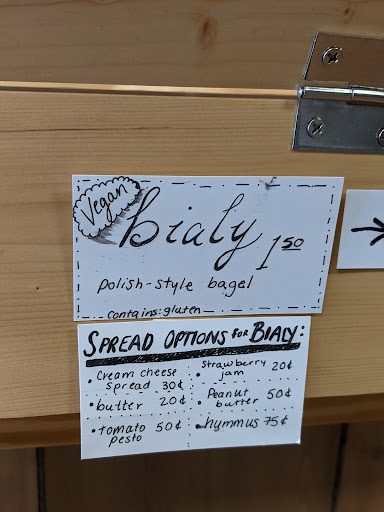 Vegan
Bialy 1.50
polish-style bagel
contains: gluten
SPREAD OPTIONS for BIALY:
• Cream cheese spread 30¢
• butter 20¢
• tomato pesto 50¢
• Strawberry jam 20¢
• Peanut butter 50¢
• hymmus 75¢